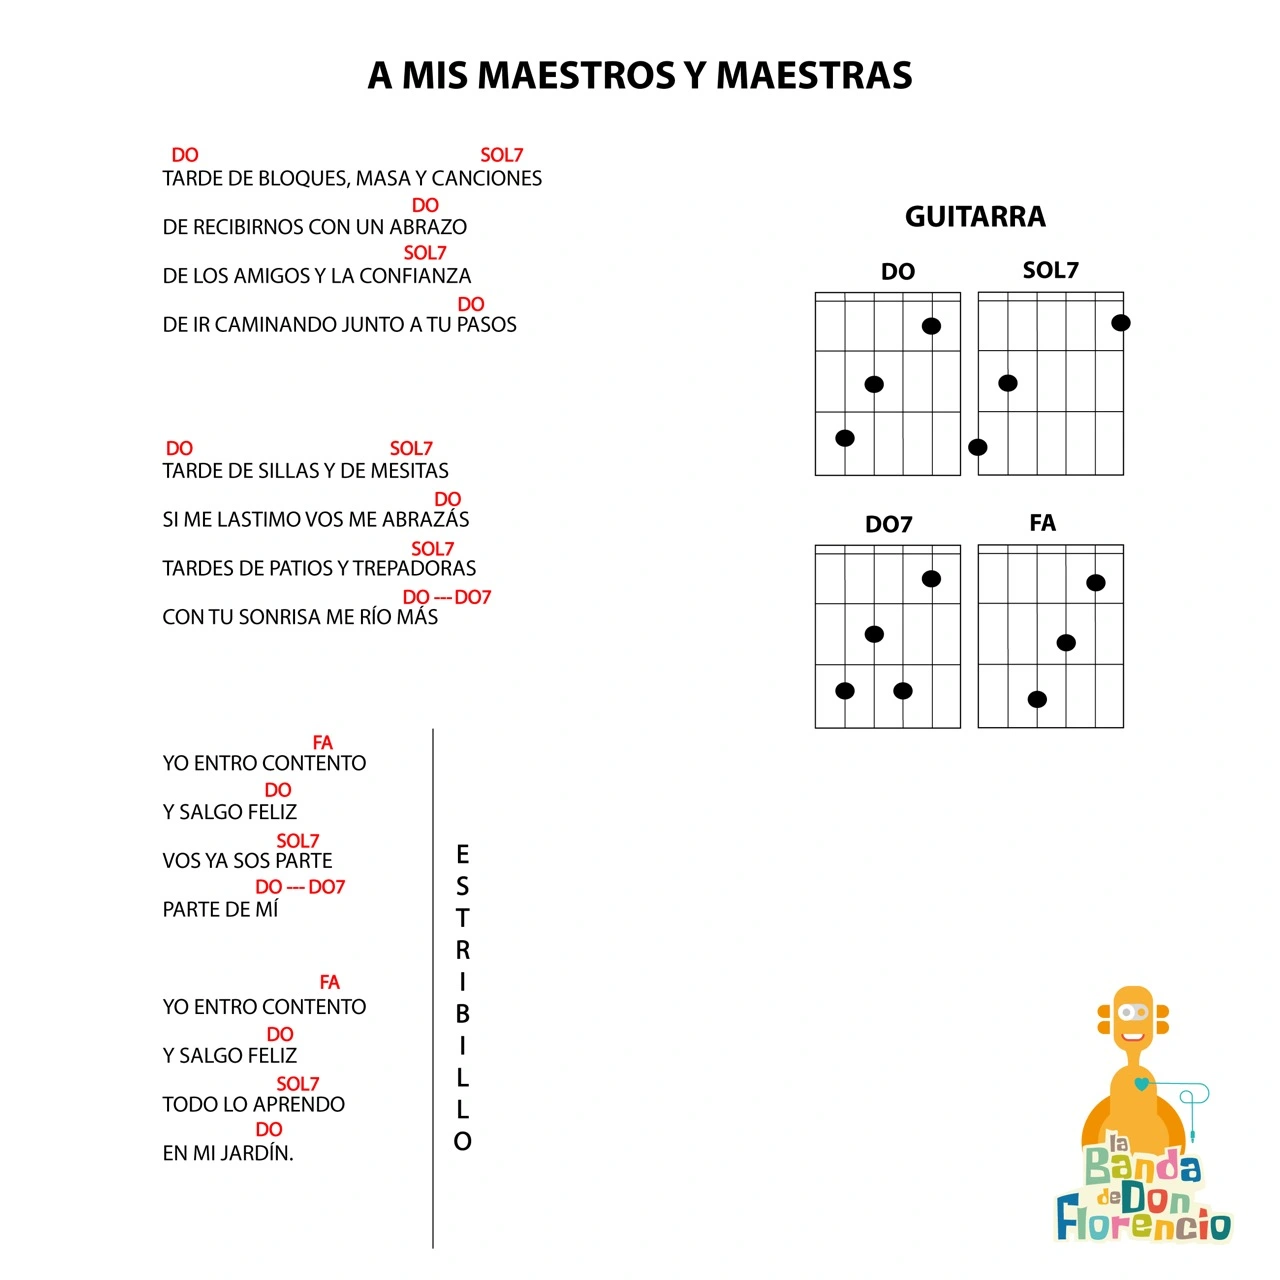 A MIS MAESTROS Y MAESTRAS
DO SOL7
TARDE DE BLOQUES, MASA Y CANCIONES
DO
DE RECIBIRNOS CON UN ABRAZO
SOL7
DE LOS AMIGOS Y LA CONFIANZA
DO
DE IR CAMINANDO JUNTO A TU PASOS
DO SOL7
TARDE DE SILLAS Y DE MESITAS
DO
SI ME LASTIMO VOS ME ABRAZÁS
SOL7
TARDES DE PATIOS Y TREPADORAS
DO --- DO7
CON TU SONRISA ME RÍO MÁS
FA
YO ENTRO CONTENTO
DO
Y SALGO FELIZ
SOL7
VOS YA SOS PARTE
DO --- DO7
PARTE DE MÍ
FA
YO ENTRO CONTENTO
DO
Y SALGO FELIZ
SOL7
TODO LO APRENDO
DO
EN MI JARDÍN.
ESTRIBILLO
GUITARRA
DO SOL7
DO7 FA
la
Banda
de Don
Florencio